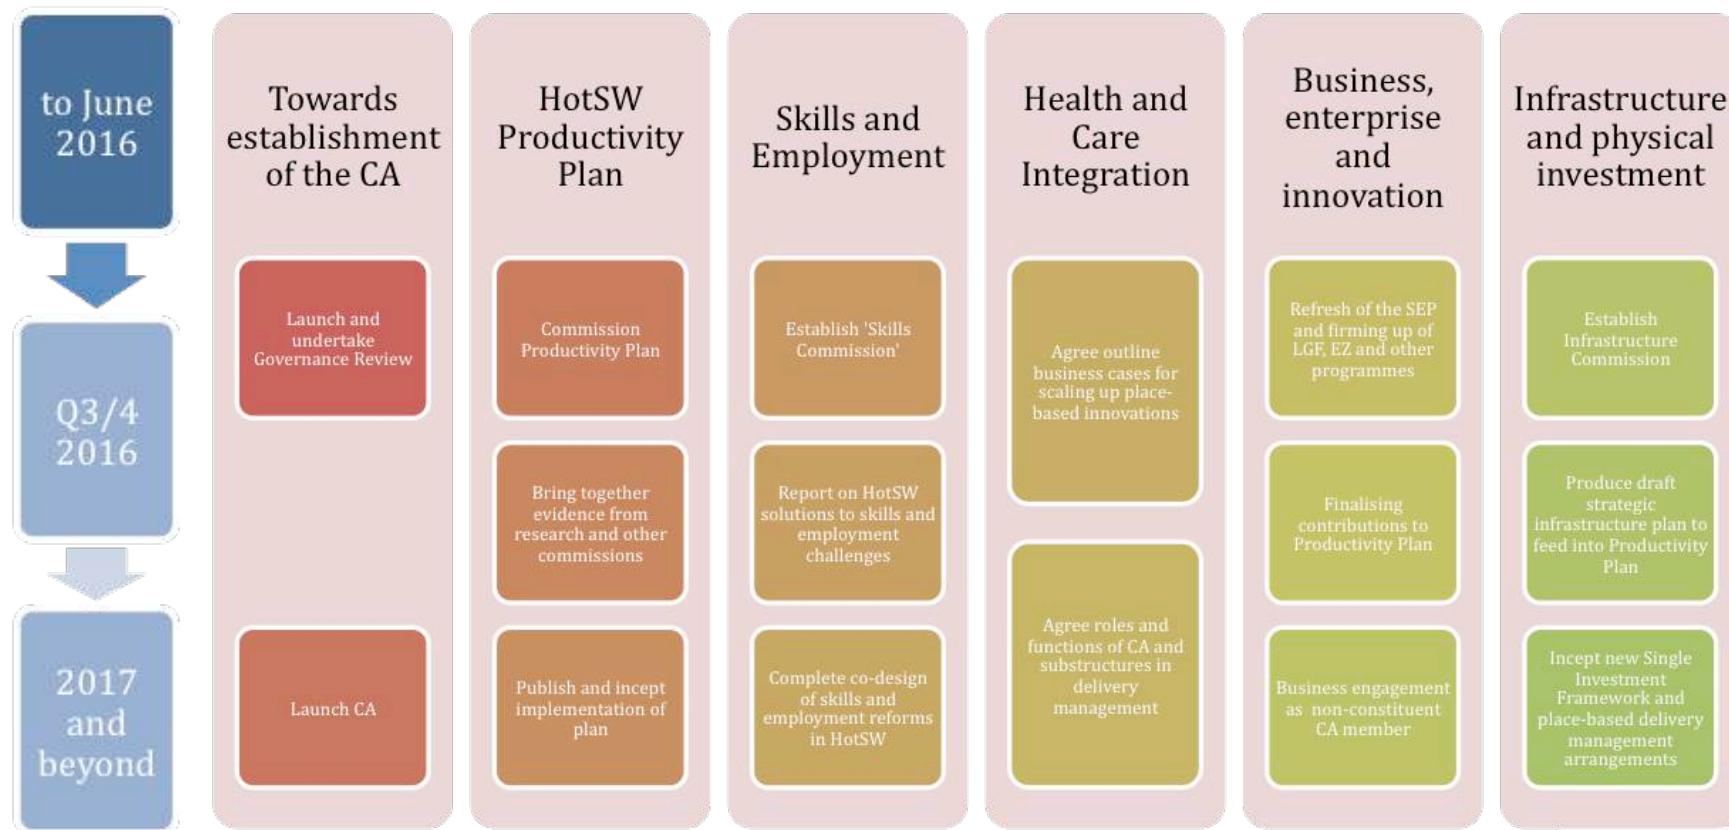 to June
2016
Q3/4
2016
2017
and
beyond
Towards
establishment
of the CA
Launch and
undertake
Governance Review
Launch CA
HotSW
Productivity
Plan
Commission
Productivity Plan
Bring together
evidence from
research and other
commissions
Publish and incept
implementation of
plan
Skills and
Employment
Establish 'Skills
Commission'
Report on HotSW
solutions to skills and
employment
challenges
Complete co-design
of skills and
employment reforms
in HotSW
Health and
Care
Integration
Agree outline
business cases for
scaling up place-
based innovations
Agree roles and
functions of CA and
substructures in
delivery
management
Business,
enterprise
and
innovation
Refresh of the SEP
and firming up of
LGF, EZ and other
programmes
Finalising
contributions to
Productivity Plan
Business engagement
as non-constituent
CA member
Infrastructure
and physical
investment
Establish
Infrastructure
Commission
Produce draft
strategic
infrastructure plan to
feed into Productivity
Plan
Incept new Single
Investment
Framework and
place-based delivery
management
arrangements